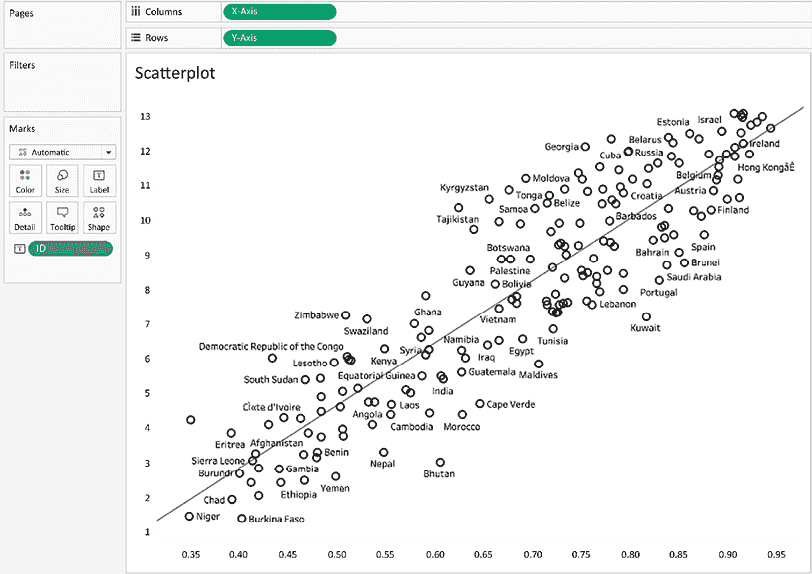 Pages
Columns
X-Axis
Rows
Y-Axis
Filters
Marks
Automatic
Color
Size
Label
Detail
Tooltip
Shape
ID
Scatterplot
13
12
11
10
9
8
7
6
5
4
3
2
1
Estonia
Israel
Georgia
Belarus
Ireland
Cuba
Russia
Hong KongâÊ
Moldova
Belgium
Kyrgyzstan
Tonga
Croatia
Austria
Samoa
Belize
Finland
Tajikistan
Barbados
Botswana
Bahrain
Spain
Palestine
Brunei
Guyana
Bolivia
Saudi Arabia
Portugal
Zimbabwe
Ghana
Lebanon
Swaziland
Vietnam
Kuwait
Democratic Republic of the Congo
Syria
Namibia
Tunisia
Lesotho
Kenya
Iraq
Egypt
South Sudan
Equatorial Guinea
Guatemala
Maldives
India
Côte d'Ivoire
Laos
Cape Verde
Angola
Cambodia
Morocco
Eritrea
Afghanistan
Sierra Leone
Benin
Burundi
Gambia
Nepal
Bhutan
Chad
Ethiopia
Yemen
Niger
Burkina Faso
0.35 0.40 0.45 0.50 0.55 0.60 0.65 0.70 0.75 0.80 0.85 0.90 0.95